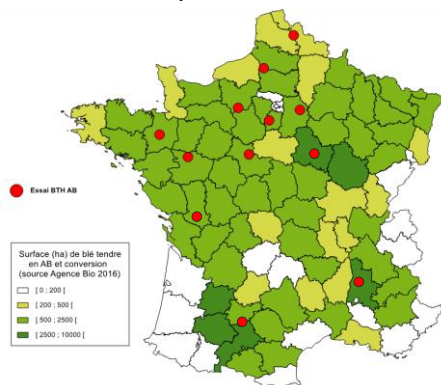 Essai BTH AB
Surface (ha) de blé tendre
en AB et conversion
(source Agence Bio 2016)
[ 0 ; 200 [
[ 200 ; 500 [
[ 500 ; 2500 [
[ 2500 ; 10000 [